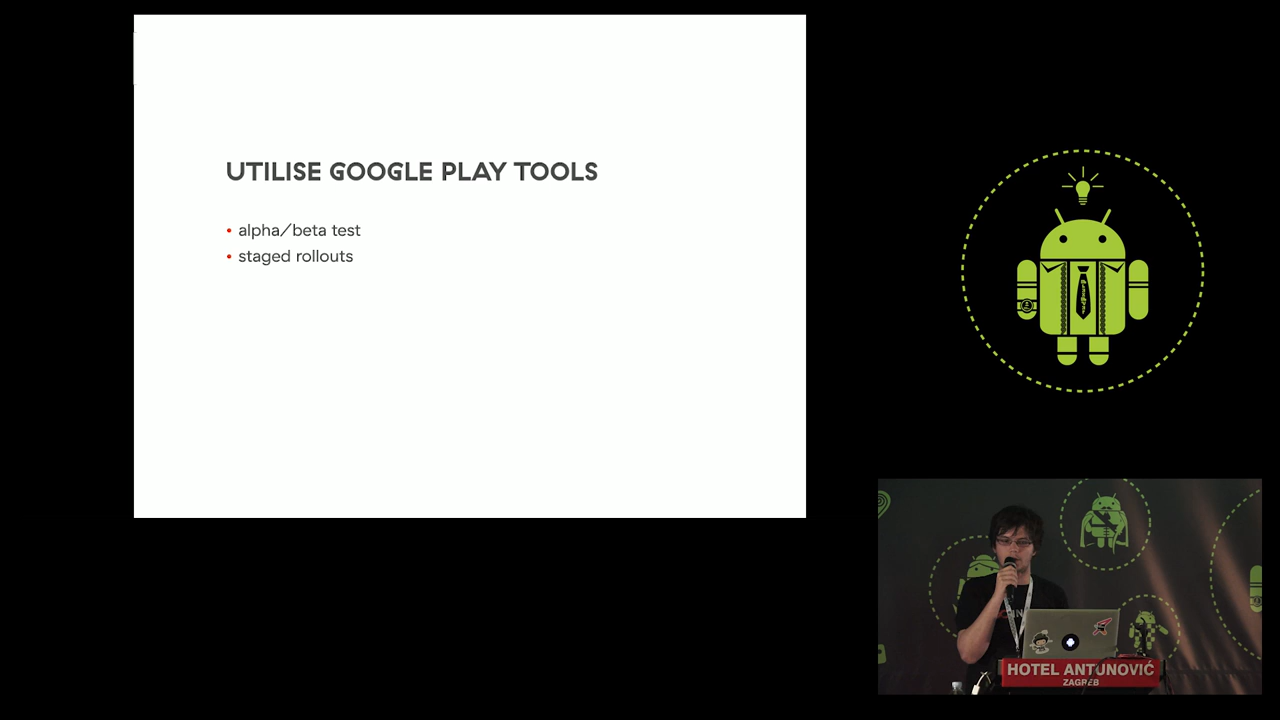 UTILISE GOOGLE PLAY TOOLS
• alpha/beta test
• staged rollouts
HOTEL ANTUNOVIĆ
ZAGREB